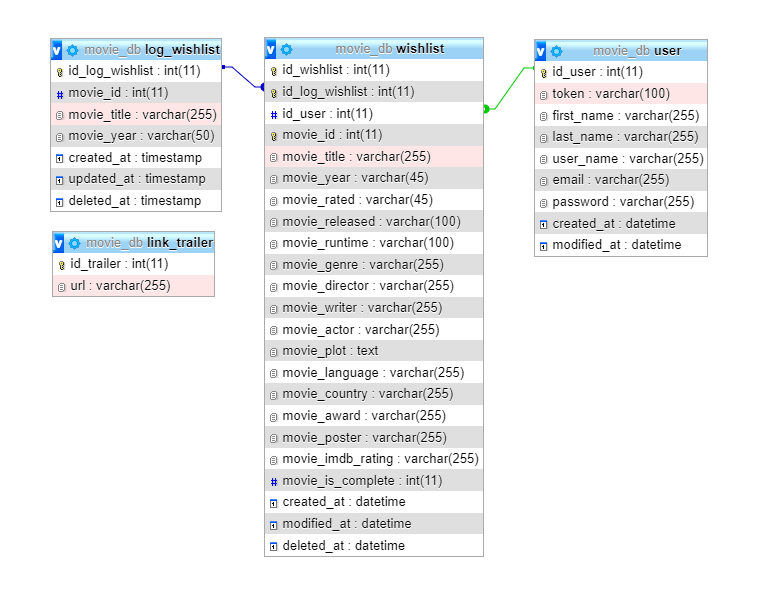 v movie_db log_wishlist
id_log_wishlist : int(11)
# movie_id : int(11)
movie_title : varchar(255)
movie_year : varchar(50)
created_at : timestamp
updated_at : timestamp
deleted_at : timestamp
v movie_db link_trailer
id_trailer : int(11)
url : varchar(255)
v movie_db wishlist
id_wishlist : int(11)
id_log_wishlist : int(11)
# id_user : int(11)
movie_id : int(11)
movie_title : varchar(255)
movie_year : varchar(45)
movie_rated : varchar(45)
movie_released : varchar(100)
movie_runtime : varchar(100)
movie_genre : varchar(255)
movie_director : varchar(255)
movie_writer : varchar(255)
movie_actor : varchar(255)
movie_plot : text
movie_language : varchar(255)
movie_country : varchar(255)
movie_award : varchar(255)
movie_poster : varchar(255)
movie_imdb_rating : varchar(255)
# movie_is_complete : int(11)
created_at : datetime
modified_at : datetime
deleted_at : datetime
v movie_db user
id_user : int(11)
token : varchar(100)
first_name : varchar(255)
last_name : varchar(255)
user_name : varchar(255)
email : varchar(255)
password : varchar(255)
created_at : datetime
modified_at : datetime